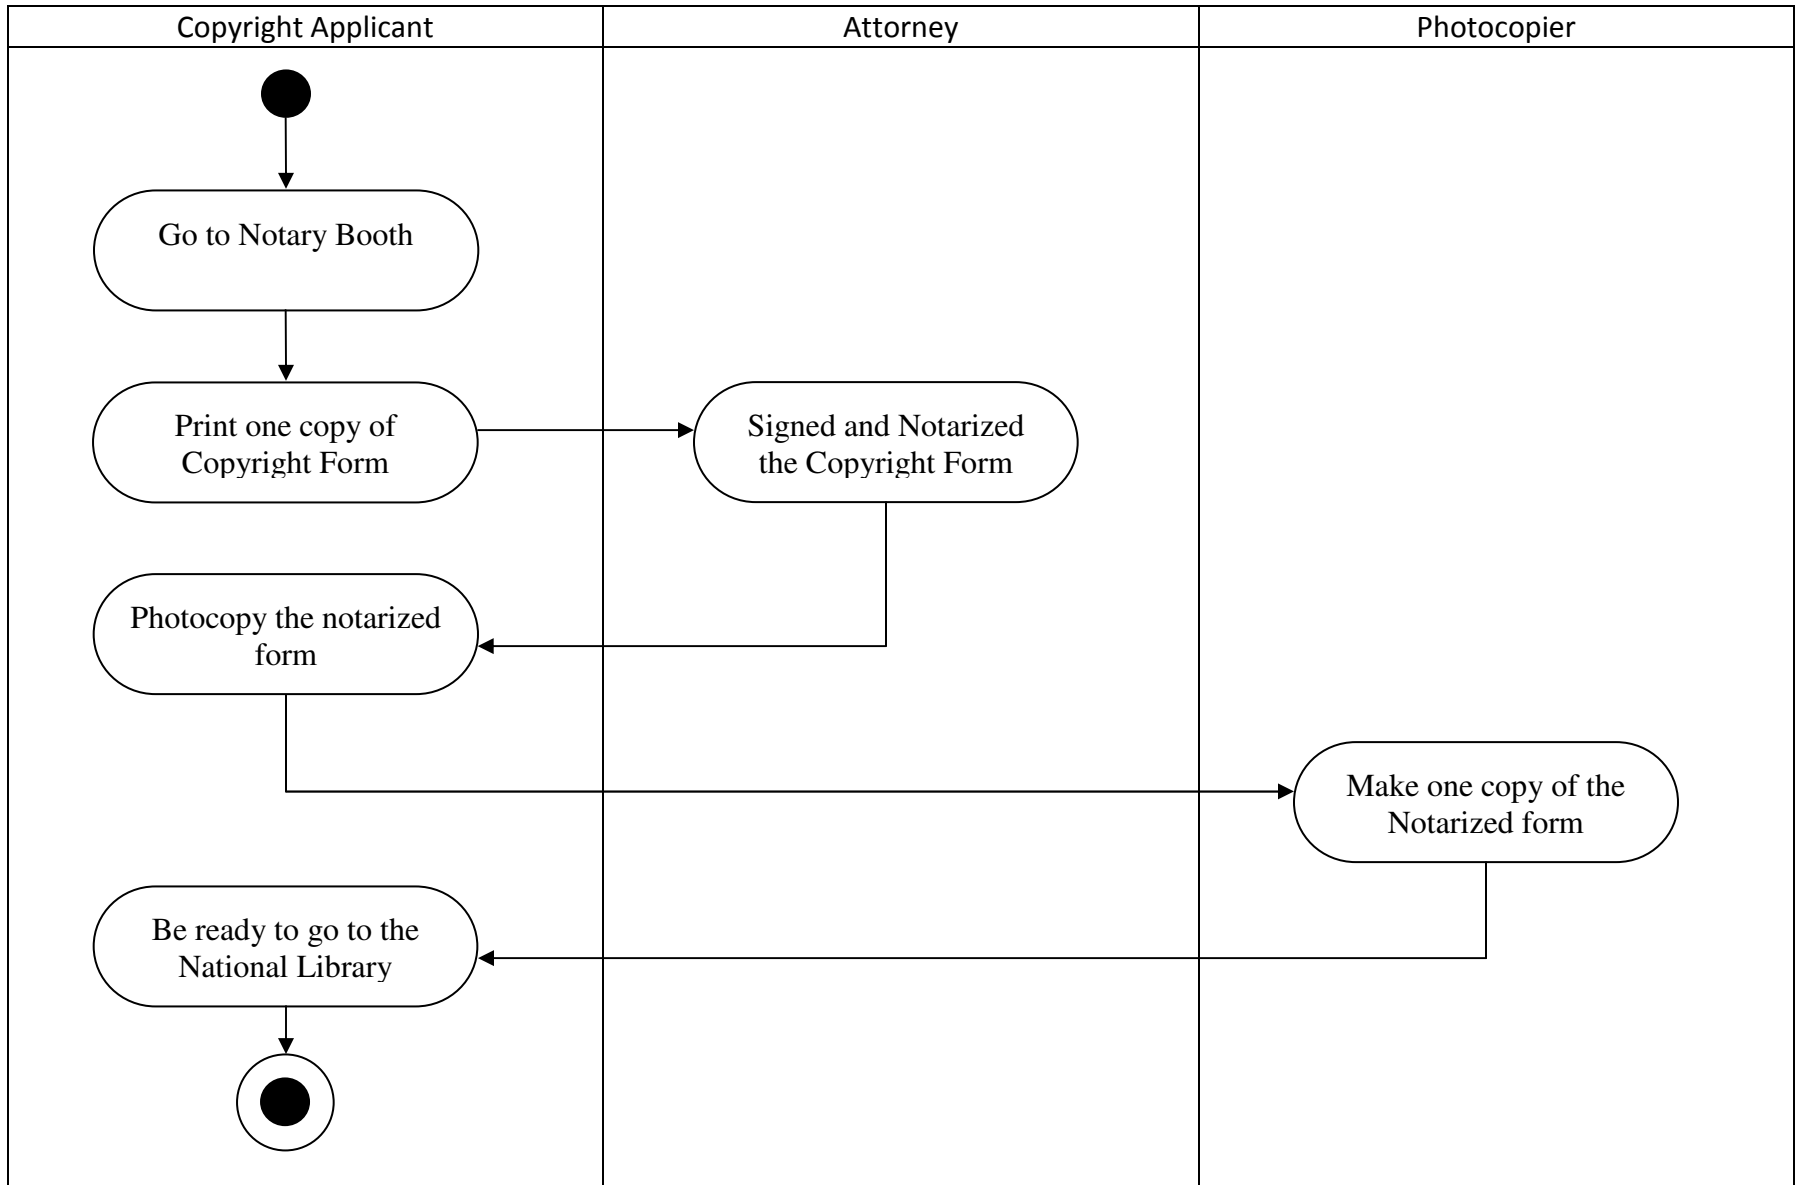 Copyright Applicant
Attorney
Photocopier
Go to Notary Booth
Print one copy of
Copyright Form
Signed and Notarized
the Copyright Form
Photocopy the notarized
form
Make one copy of the
Notarized form
Be ready to go to the
National Library